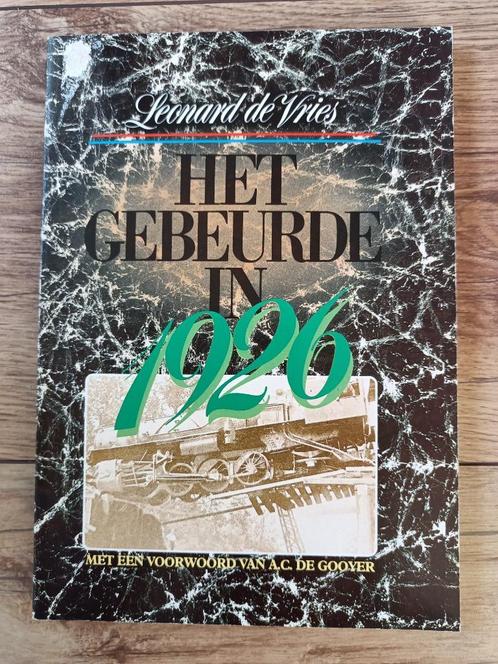 Leonard de Vries
HET
GEBEURDE
IN
1926
MET EEN VOORWOORD VAN A.C. DE GOOYER